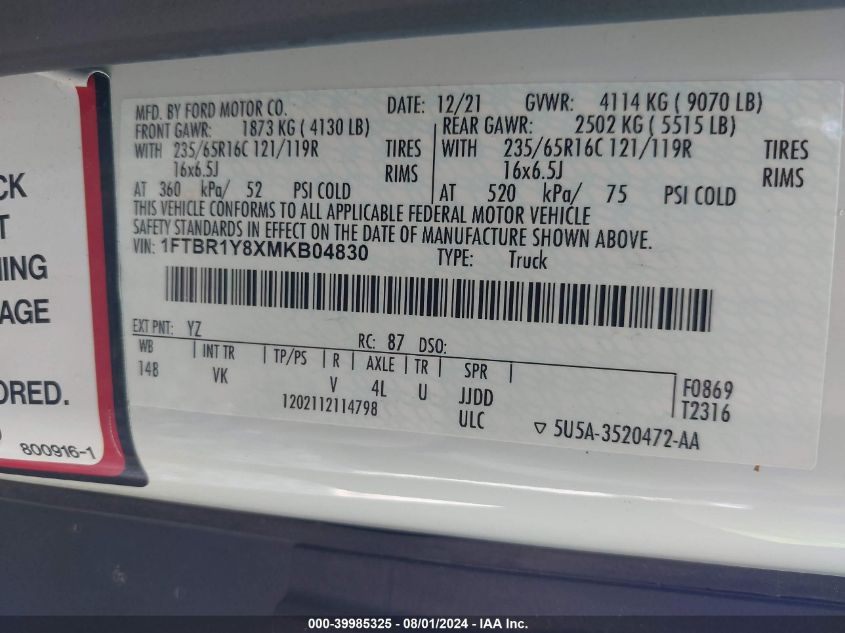 MFD. BY FORD MOTOR CO. DATE: 12/21 GVWR: 4114 KG ( 9070 LB)
FRONT GAWR: 1873 KG ( 4130 LB) REAR GAWR: 2502 KG ( 5515 LB)
WITH 235/65R16C 121/119R TIRES WITH 235/65R16C 121/119R TIRES
16x6.5J RIMS 16x6.5J RIMS
AT 360 kPa/ 52 PSI COLD AT 520 kPa/ 75 PSI COLD
THIS VEHICLE CONFORMS TO ALL APPLICABLE FEDERAL MOTOR VEHICLE
SAFETY STANDARDS IN EFFECT ON THE DATE OF MANUFACTURE SHOWN ABOVE.
VIN: 1FTBR1Y8XMKB04830 TYPE: Truck
EXT PNT: YZ RC: 87 DSO:
WB INT TR TP/PS R AXLE TR SPR
148 VK V 4L U JJDD F0869
1202112114798 ULC T2316
▽ 5U5A-3520472-AA
CK
T
NING
AGE
ORED.
800916-1
000-39985325 - 08/01/2024 - IAA Inc.